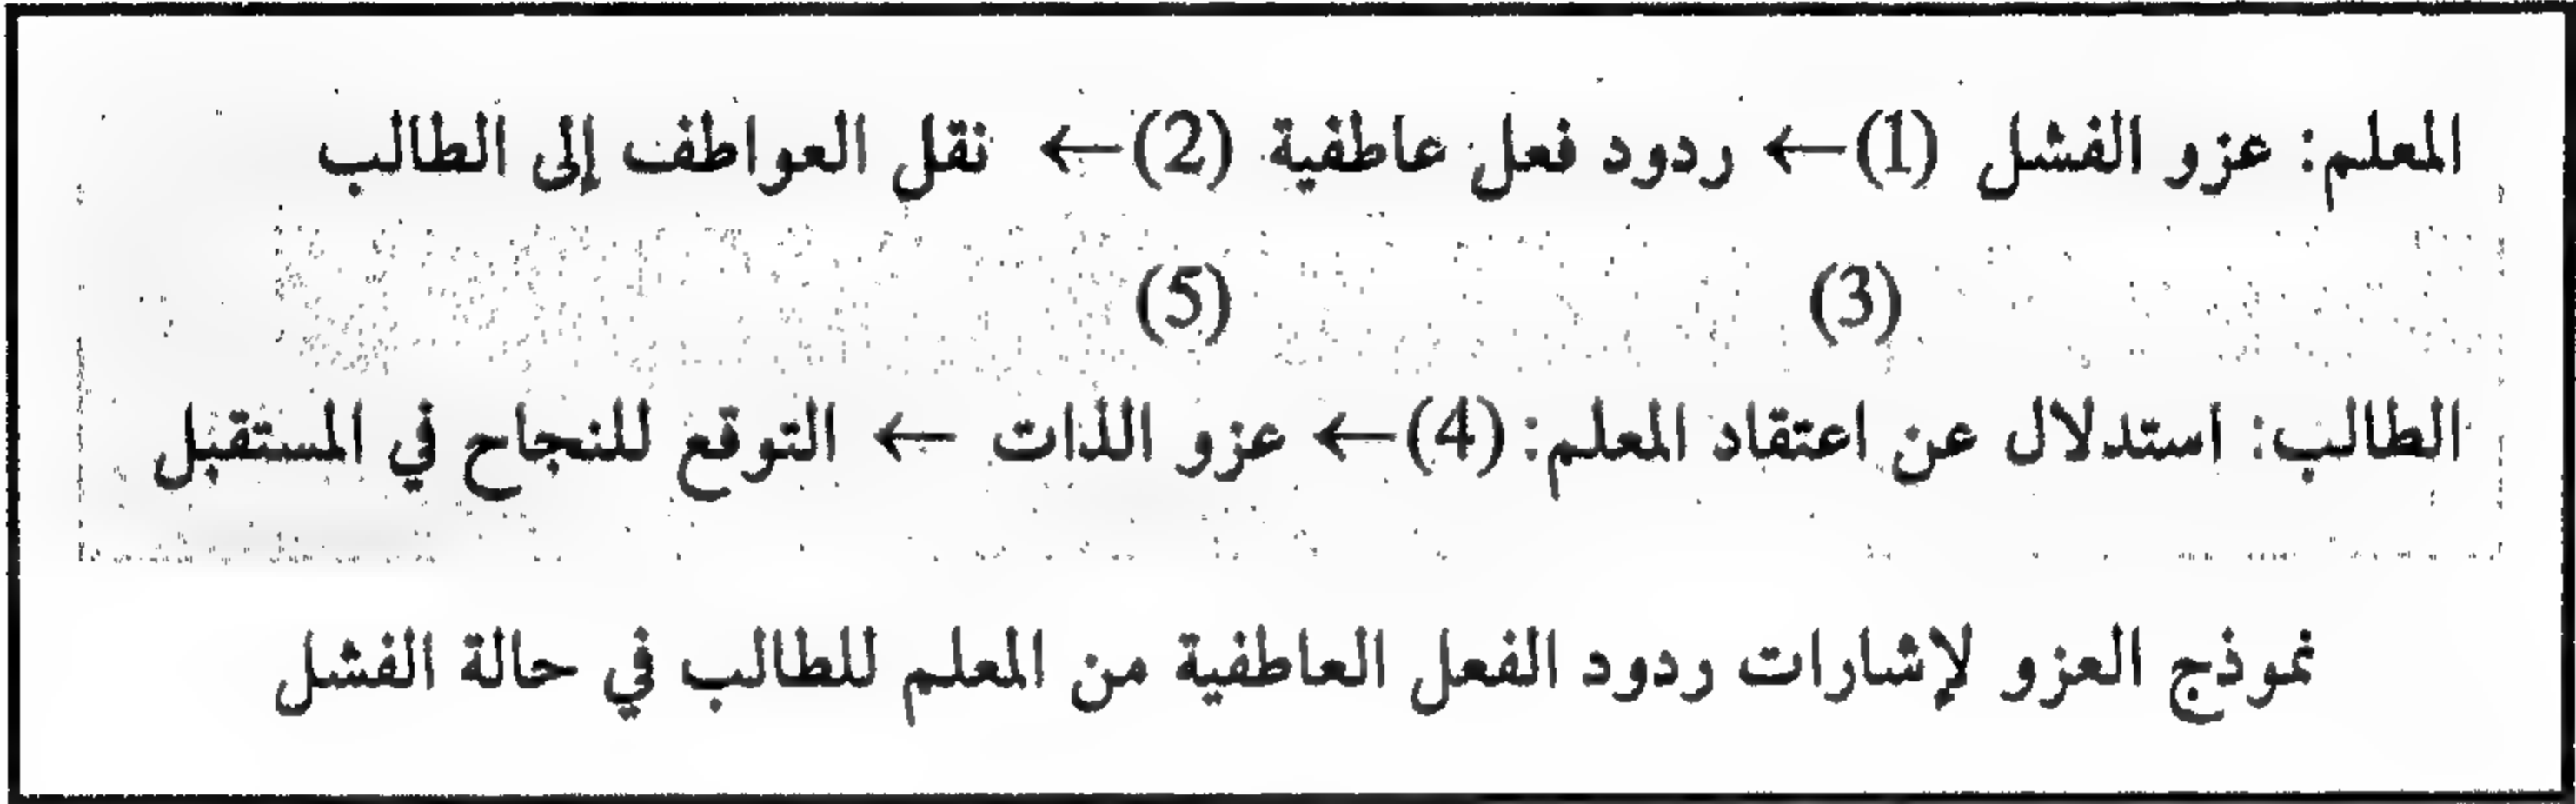 المعلم: عزو الفشل (1)← ردود فعل عاطفية (2)← نقل العواطف إلى الطالب
(3) (5)
الطالب: استدلال عن اعتقاد المعلم: (4)← عزو الذات ← التوقع للنجاح في المستقبل
نموذج العزو لإشارات ردود الفعل العاطفية من المعلم للطالب في حالة الفشل